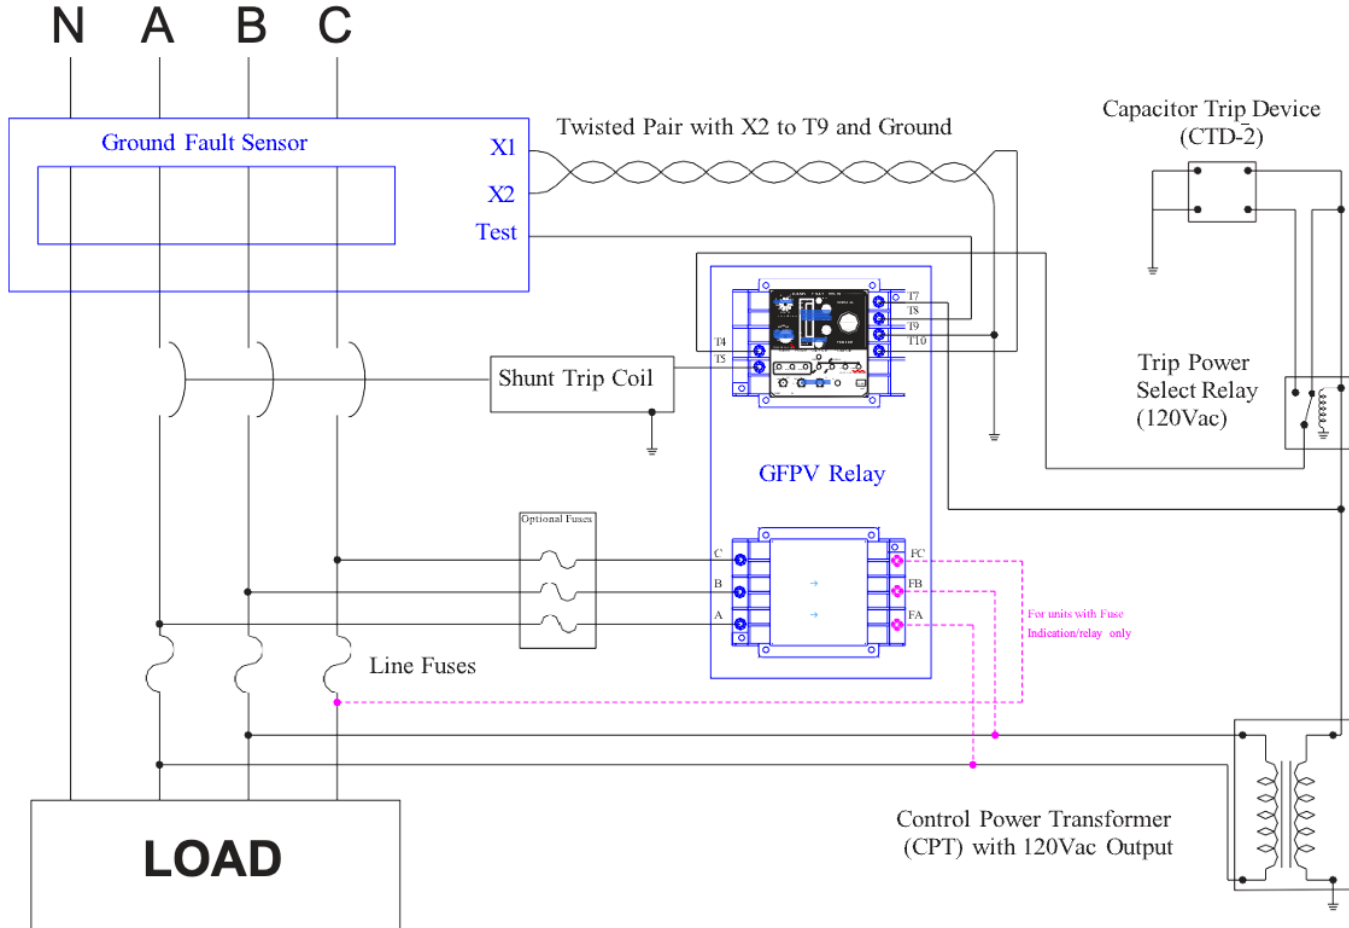 N A B C
Ground Fault Sensor
X1
X2
Test
Twisted Pair with X2 to T9 and Ground
Capacitor Trip Device
(CTD-2)
T7
T8
T9
T10
T4
T5
Shunt Trip Coil
Trip Power
Select Relay
(120Vac)
GFPV Relay
Optional Fuses
C
B
A
FC
FB
FA
For units with Fuse
Indication/relay only
Line Fuses
Control Power Transformer
(CPT) with 120Vac Output
LOAD